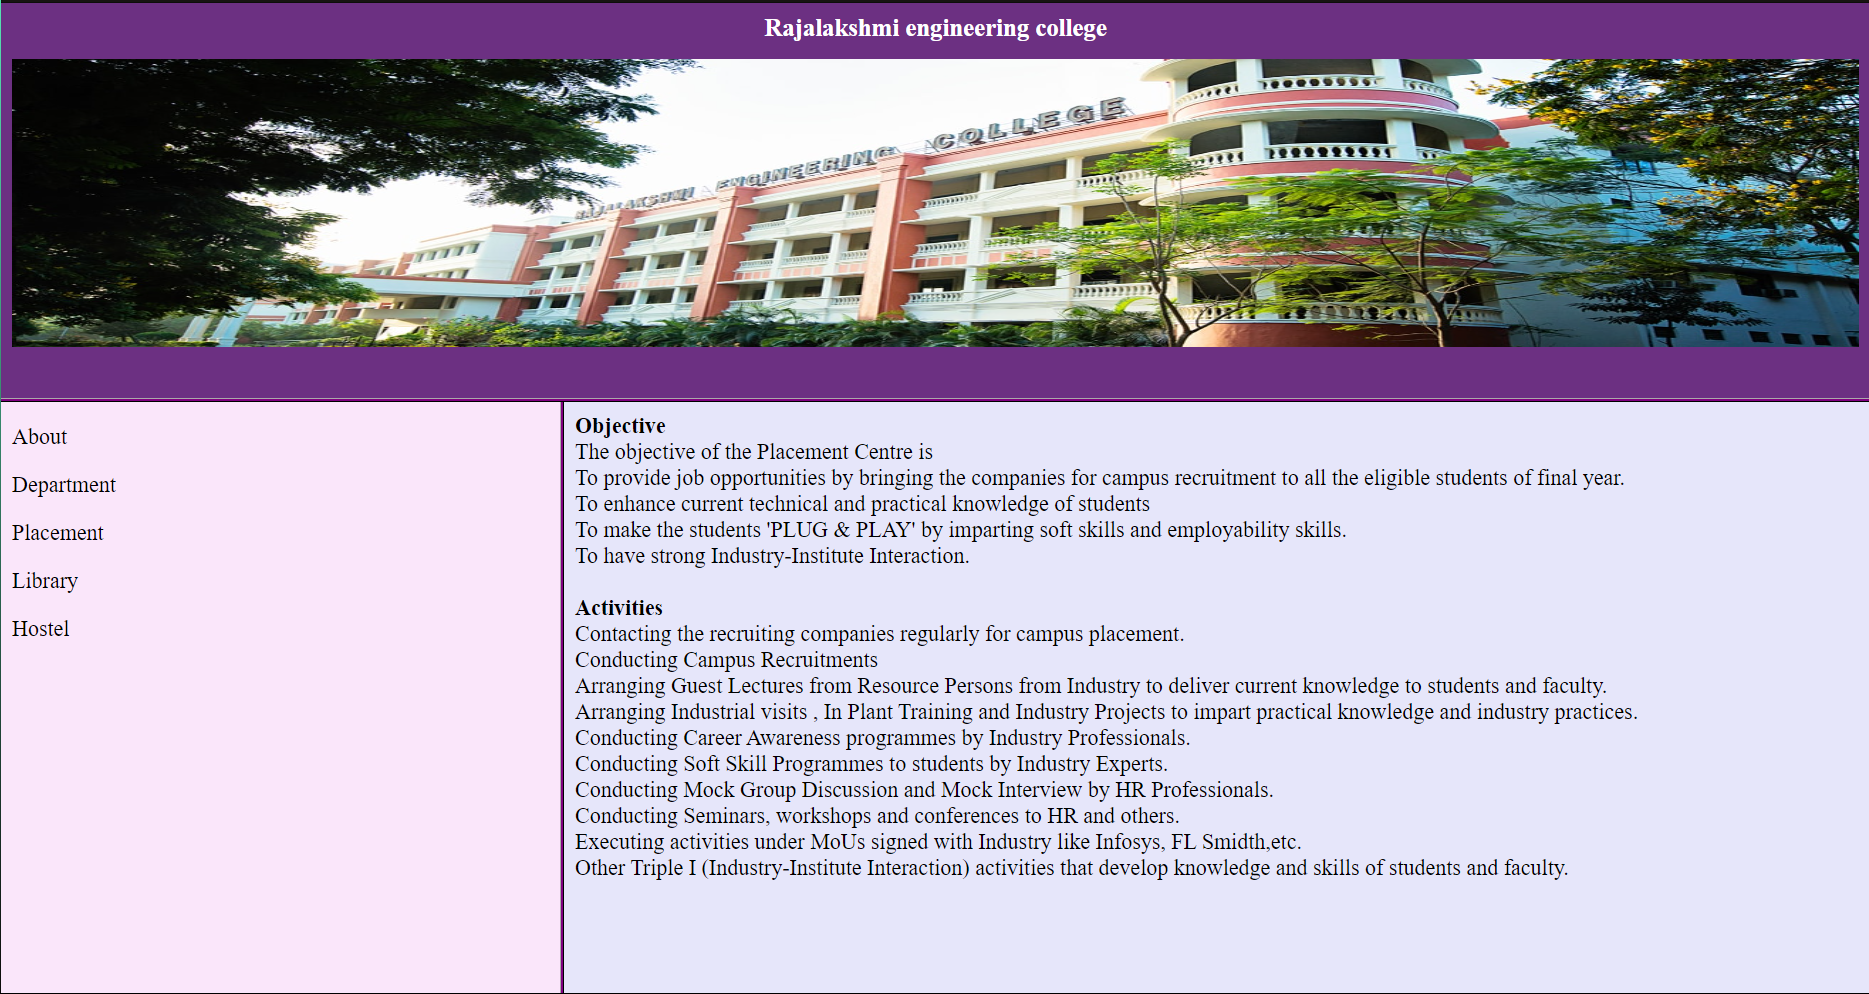 Rajalakshmi engineering college
RAJALAKSHMI ENGINEERING COLLEGE
About
Department
Placement
Library
Hostel
Objective
The objective of the Placement Centre is
To provide job opportunities by bringing the companies for campus recruitment to all the eligible students of final year.
To enhance current technical and practical knowledge of students
To make the students 'PLUG & PLAY' by imparting soft skills and employability skills.
To have strong Industry-Institute Interaction.
Activities
Contacting the recruiting companies regularly for campus placement.
Conducting Campus Recruitments
Arranging Guest Lectures from Resource Persons from Industry to deliver current knowledge to students and faculty.
Arranging Industrial visits , In Plant Training and Industry Projects to impart practical knowledge and industry practices.
Conducting Career Awareness programmes by Industry Professionals.
Conducting Soft Skill Programmes to students by Industry Experts.
Conducting Mock Group Discussion and Mock Interview by HR Professionals.
Conducting Seminars, workshops and conferences to HR and others.
Executing activities under MoUs signed with Industry like Infosys, FL Smidth,etc.
Other Triple I (Industry-Institute Interaction) activities that develop knowledge and skills of students and faculty.